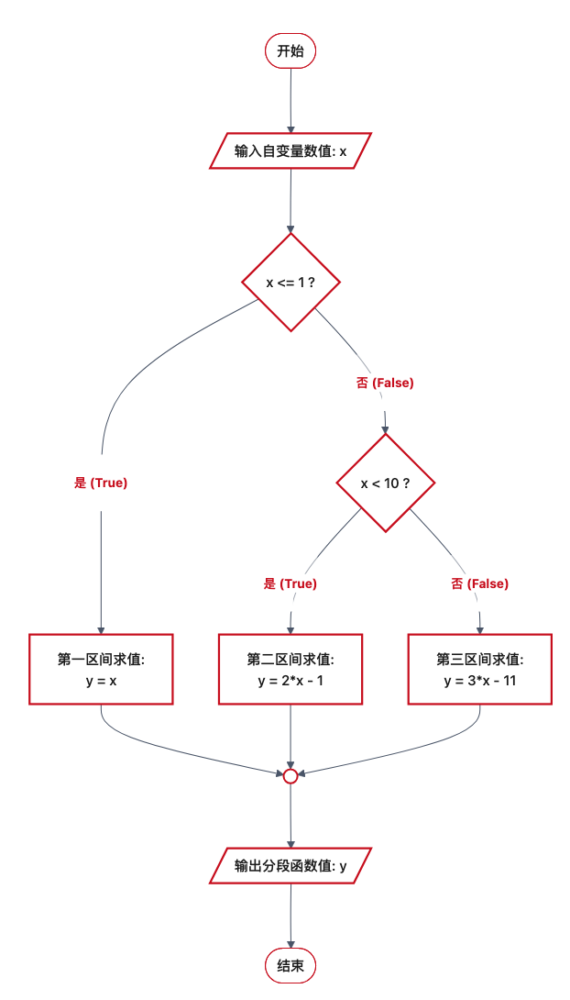 开始
输入自变量数值: x
x <= 1 ?
否 (False)
是 (True)
x < 10 ?
是 (True)
否 (False)
第一区间求值:
y = x
第二区间求值:
y = 2*x - 1
第三区间求值:
y = 3*x - 11
输出分段函数值: y
结束